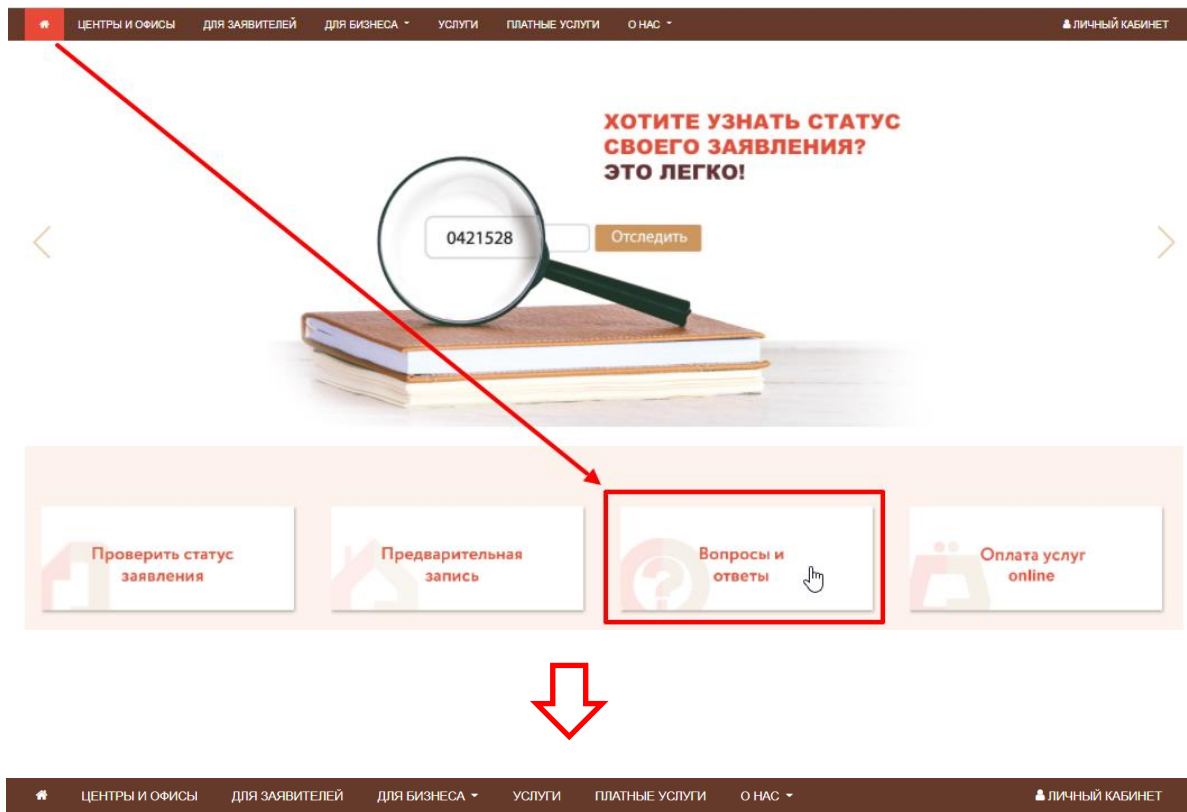 ЦЕНТРЫ И ОФИСЫ ДЛЯ ЗАЯВИТЕЛЕЙ ДЛЯ БИЗНЕСА УСЛУГИ ПЛАТНЫЕ УСЛУГИ О НАС ЛИЧНЫЙ КАБИНЕТ
ХОТИТЕ УЗНАТЬ СТАТУС
СВОЕГО ЗАЯВЛЕНИЯ?
ЭТО ЛЕГКО!
0421528 Отследить
Проверить статус
заявления
Предварительная
запись
Вопросы и
ответы
Оплата услуг
online
ЦЕНТРЫ И ОФИСЫ ДЛЯ ЗАЯВИТЕЛЕЙ ДЛЯ БИЗНЕСА УСЛУГИ ПЛАТНЫЕ УСЛУГИ О НАС ЛИЧНЫЙ КАБИНЕТ